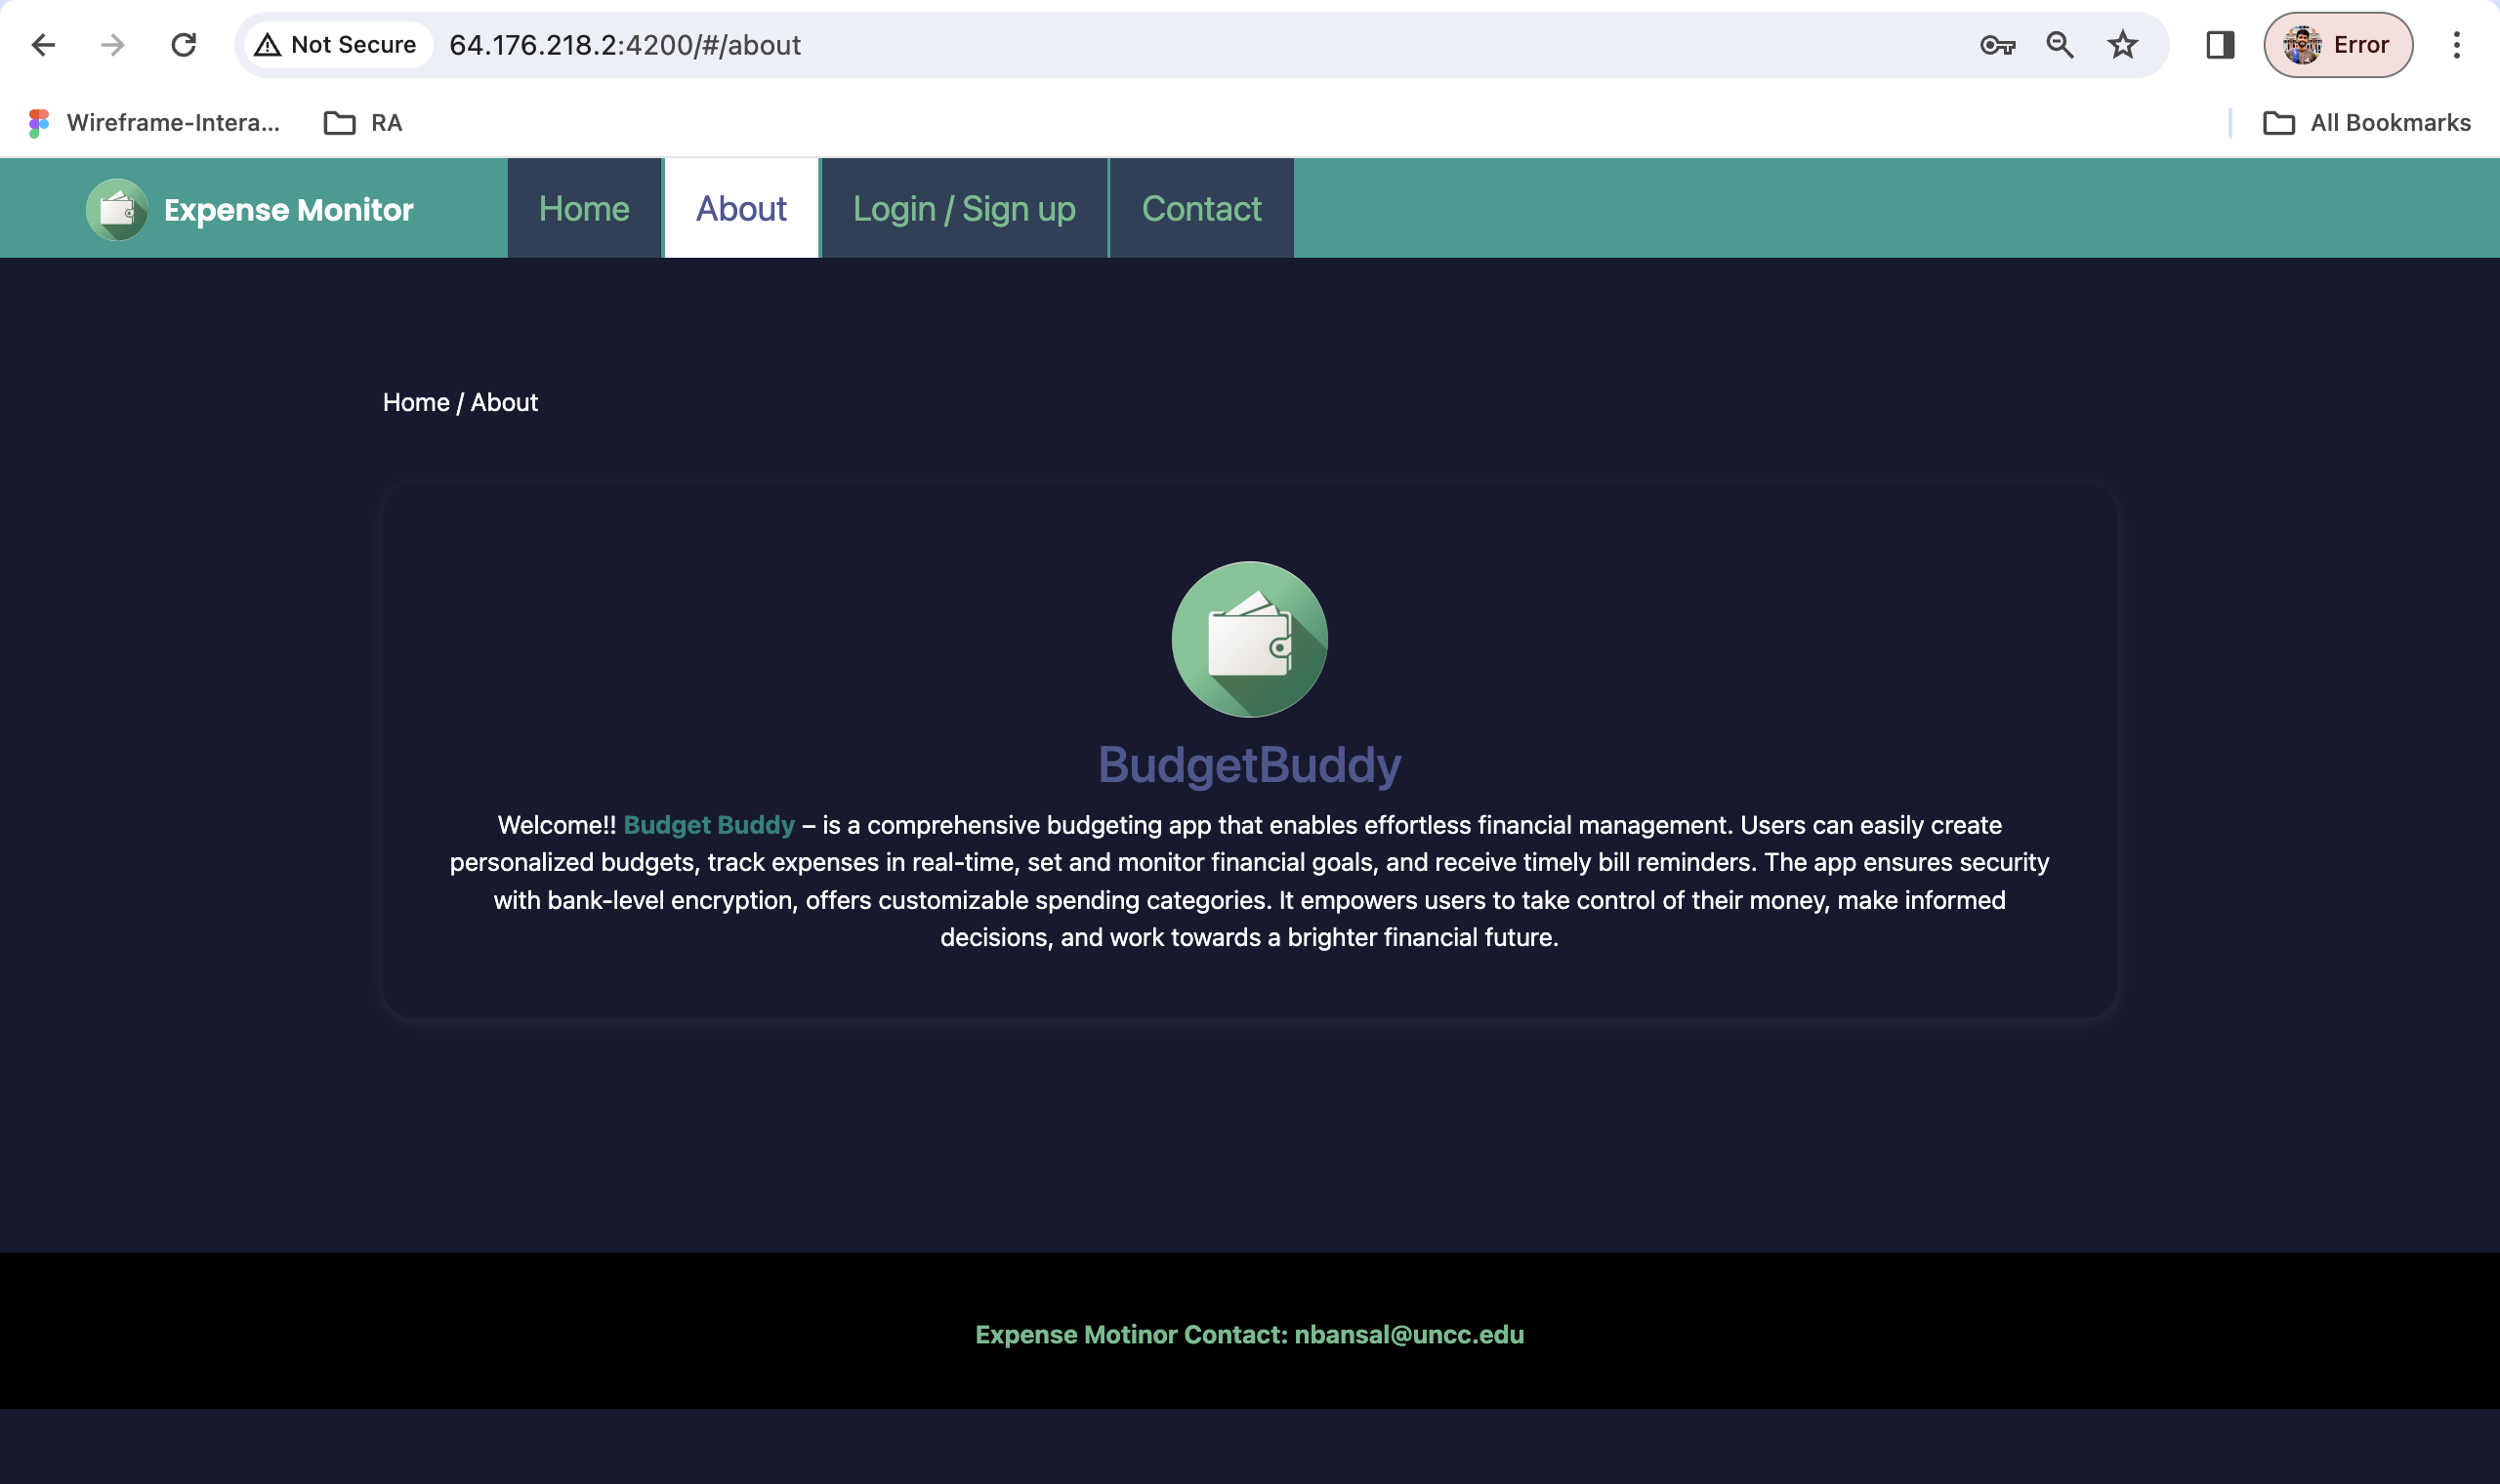 Not Secure 64.176.218.2:4200/#/about Error
Wireframe-Intera... RA All Bookmarks
Expense Monitor Home About Login / Sign up Contact
Home / About
BudgetBuddy
Welcome!! Budget Buddy – is a comprehensive budgeting app that enables effortless financial management. Users can easily create
personalized budgets, track expenses in real-time, set and monitor financial goals, and receive timely bill reminders. The app ensures security
with bank-level encryption, offers customizable spending categories. It empowers users to take control of their money, make informed
decisions, and work towards a brighter financial future.
Expense Motinor Contact: nbansal@uncc.edu